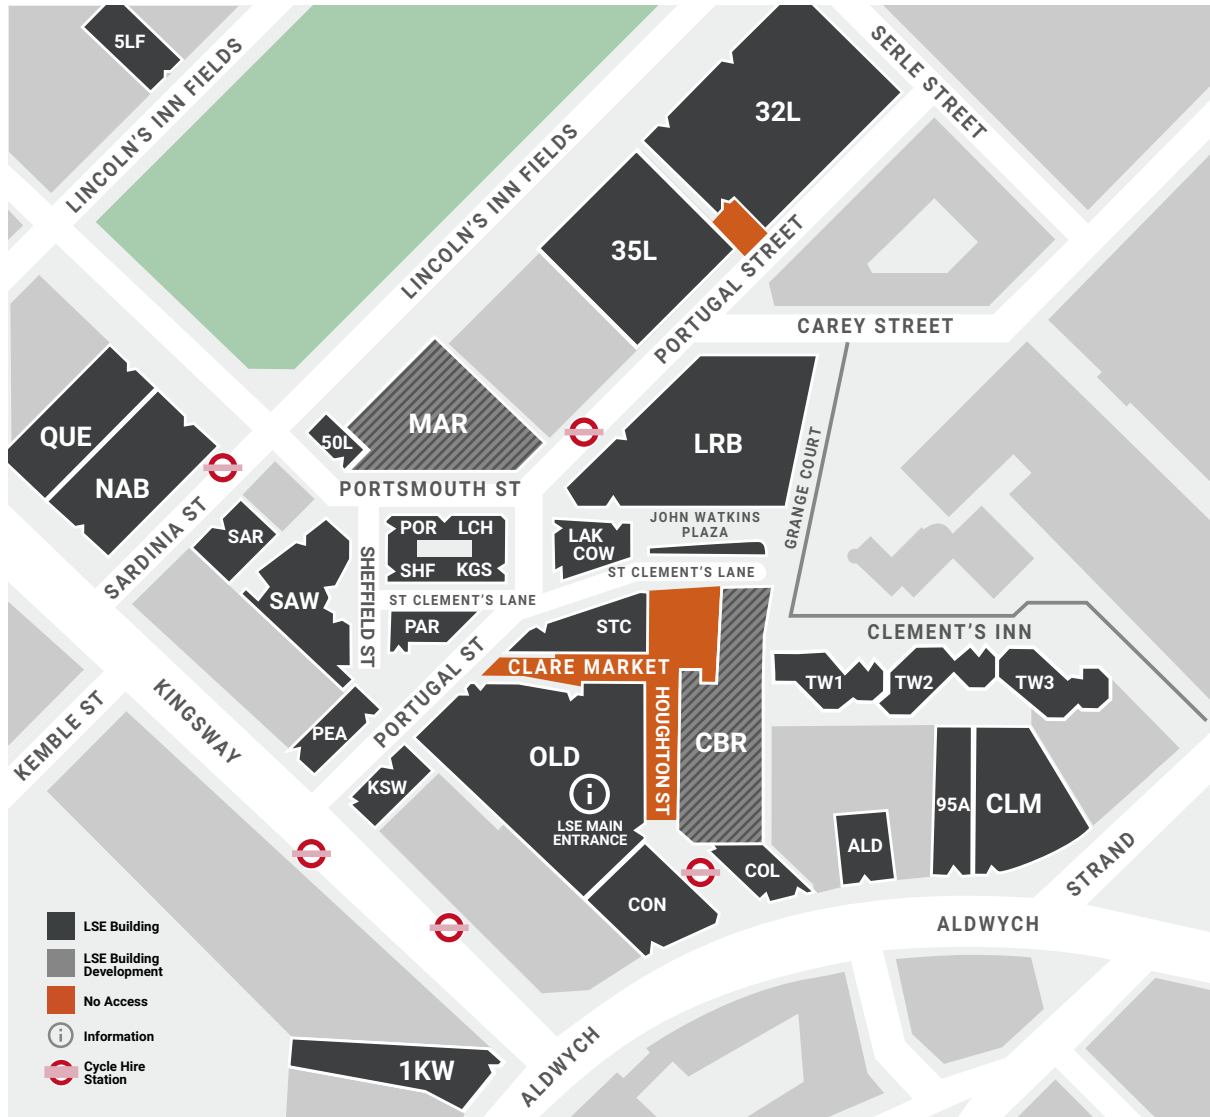 5LF
LINCOLN'S INN FIELDS
SERLE STREET
32L
LINCOLN'S INN FIELDS
35L
PORTUGAL STREET
CAREY STREET
QUE
NAB
50L
MAR
LRB
GRANGE COURT
PORTSMOUTH ST
SARDINIA ST
SAR
SAW
SHEFFIELD ST
POR
LCH
SHF
KGS
LAK
COW
JOHN WATKINS
PLAZA
ST CLEMENT'S LANE
ST CLEMENT'S LANE
PAR
STC
CLEMENT'S INN
CLARE MARKET
TW1
TW2
TW3
KEMBLE ST
KINGSWAY
PEA
PORTUGAL ST
KSW
OLD
LSE MAIN
ENTRANCE
HOUGHTON ST
CBR
95A
CLM
ALD
COL
CON
STRAND
ALDWYCH
ALDWYCH
1KW
LSE Building
LSE Building
Development
No Access
Information
Cycle Hire
Station